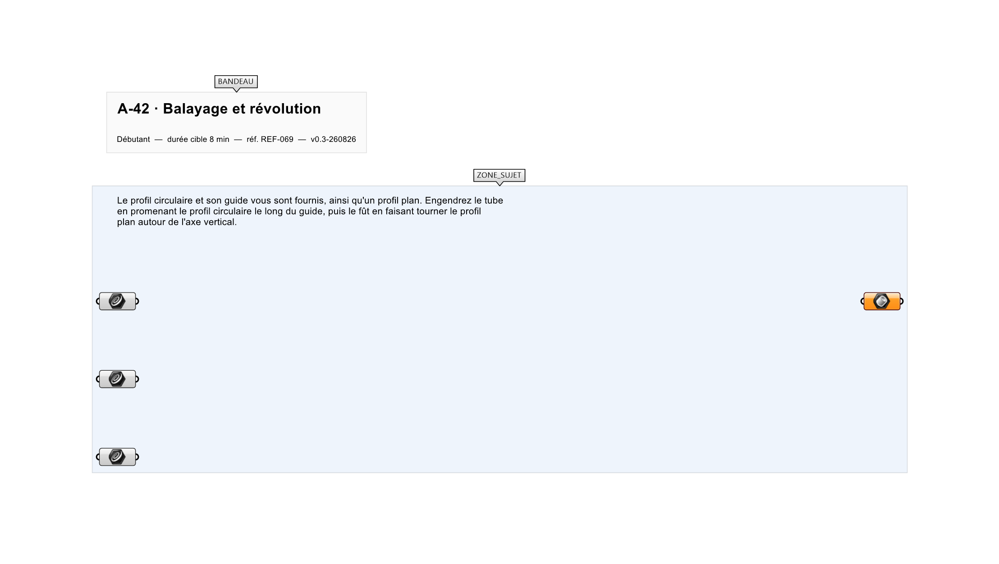 BANDEAU
A-42 · Balayage et révolution
Débutant — durée cible 8 min — réf. REF-069 — v0.3-260826
ZONE_SUJET
Le profil circulaire et son guide vous sont fournis, ainsi qu'un profil plan. Engendrez le tube
en promenant le profil circulaire le long du guide, puis le fût en faisant tourner le profil
plan autour de l'axe vertical.